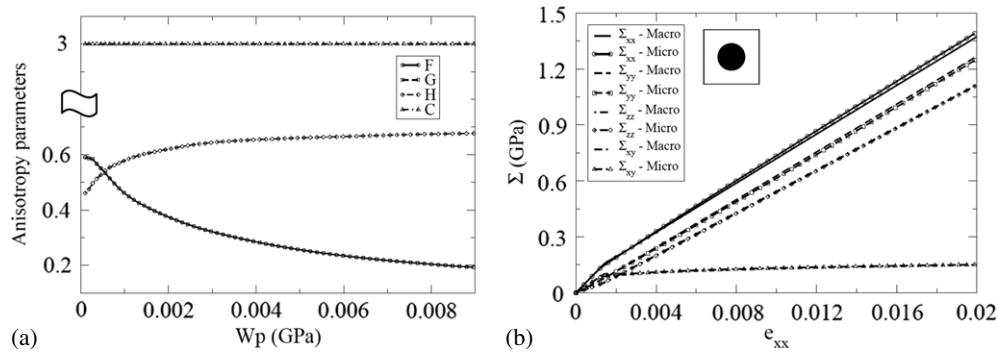 Anisotropy parameters
3
0.6
0.4
0.2
F
G
H
C
0
0.002
0.004
0.006
0.008
Wp (GPa)
(a)
Σ (GPa)
1.5
1.2
0.9
0.6
0.3
0
Σxx - Macro
Σxx - Micro
Σyy - Macro
Σyy - Micro
Σzz - Macro
Σzz - Micro
Σxy - Macro
Σxy - Micro
0
0.004
0.008
0.012
0.016
0.02
exx
(b)